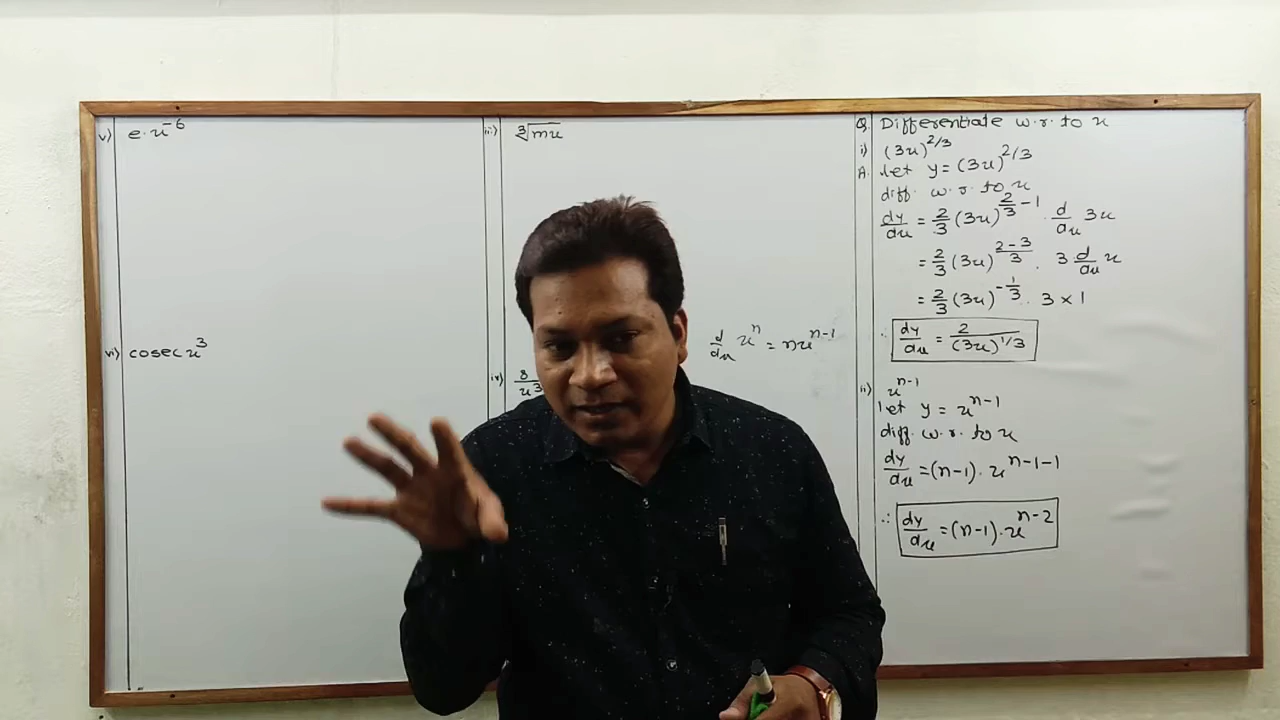 Q. Differentiate w.r. to x
i) (3x)^2/3
A. let y = (3x)^2/3
diff. w.r. to x
dy/dx = 2/3 (3x)^(2/3 - 1) . d/dx 3x
= 2/3 (3x)^((2-3)/3) . 3 d/dx x
= 2/3 (3x)^(-1/3) . 3 × 1
∴ dy/dx = 2/(3x)^1/3
ii) x^(n-1)
let y = x^(n-1)
diff. w.r. to x
dy/dx = (n-1) . x^(n-1-1)
∴ dy/dx = (n-1) . x^(n-2)
iii) ∛mx
d/dx x^n = nx^(n-1)
iv) 8/x^3
v) e . x^-6
vi) cosec x^3